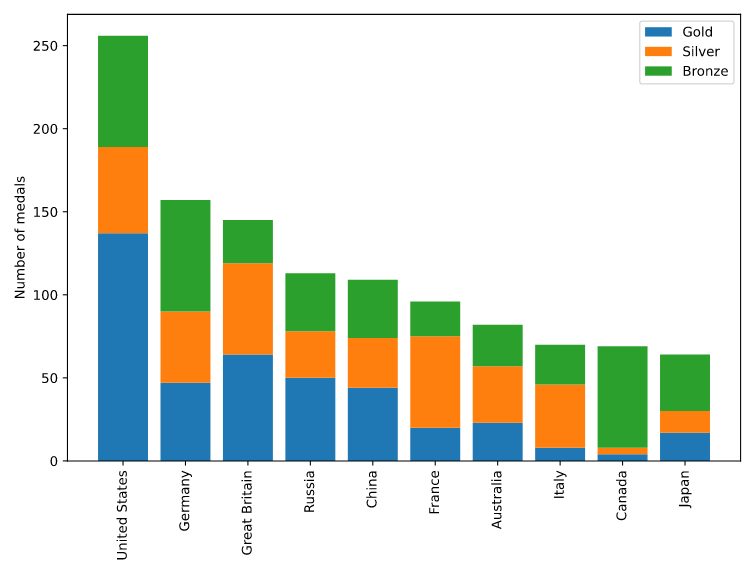 Gold
Silver
Bronze
Number of medals
250
200
150
100
50
0
United States
Germany
Great Britain
Russia
China
France
Australia
Italy
Canada
Japan